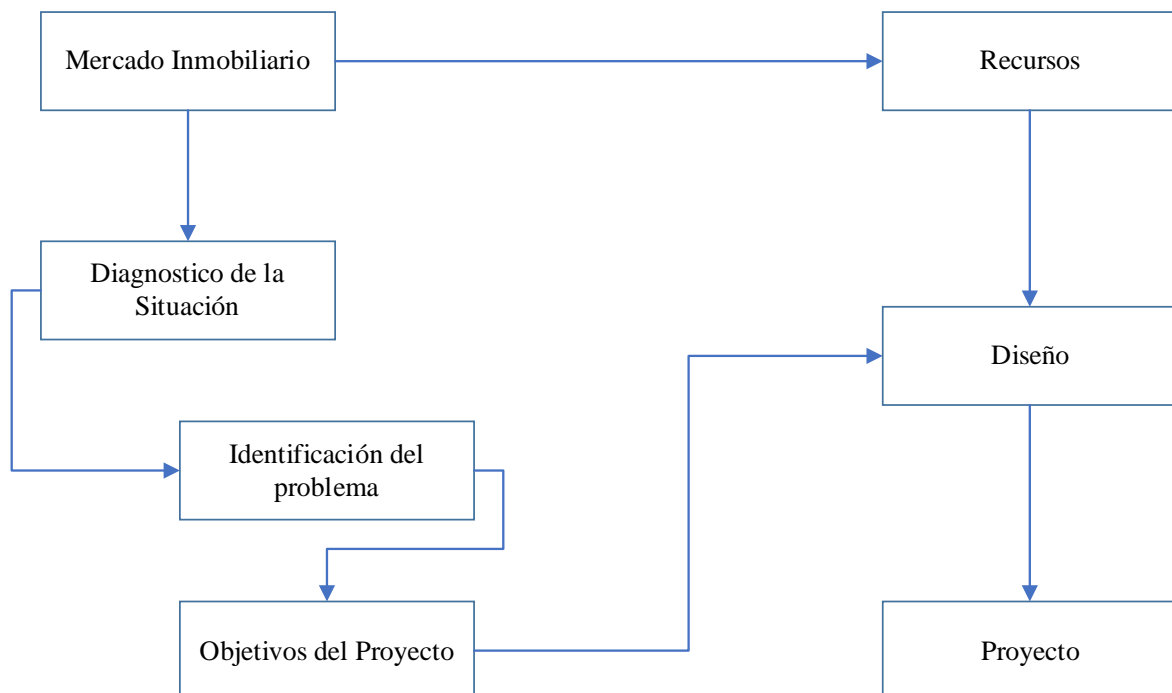 Mercado Inmobiliario
Recursos
Diagnostico de la
Situación
Diseño
Identificación del
problema
Objetivos del Proyecto
Proyecto